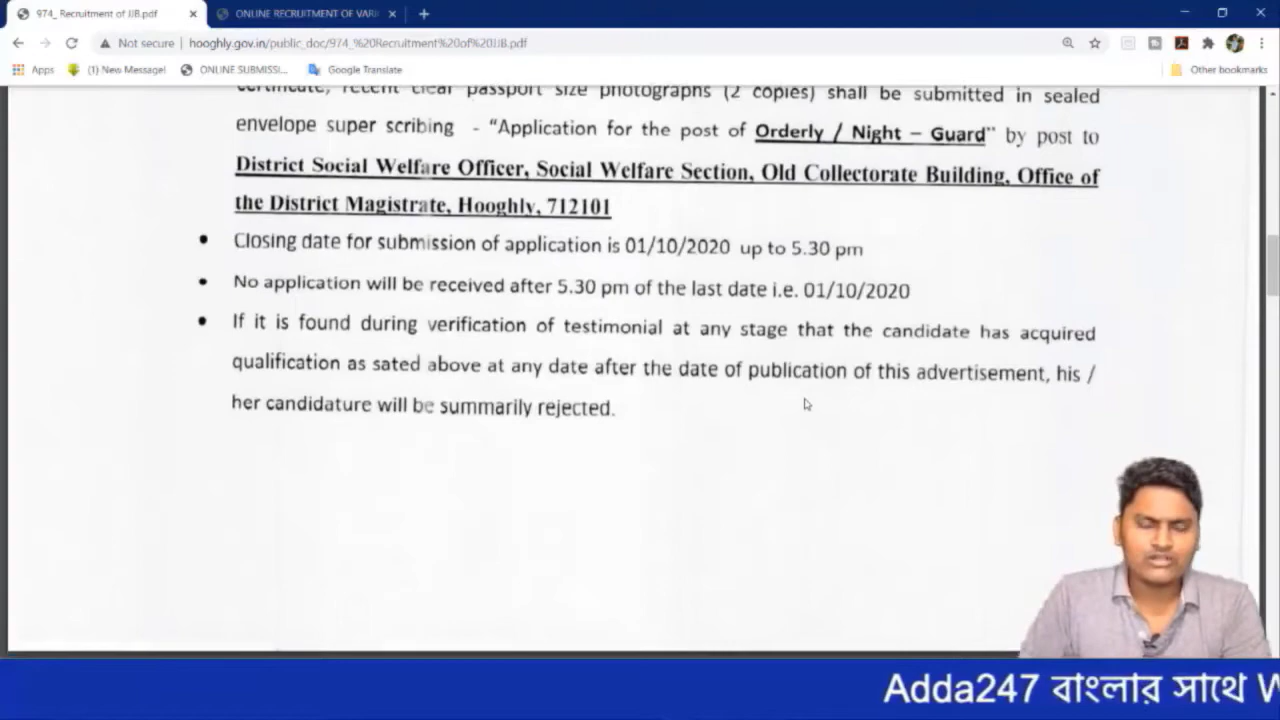 974_ Recruitment of JJB.pdf
ONLINE RECRUITMENT OF VARI
Not secure
hooghly.gov.in/public_doc/974_%20Recruitment%20of%20JJB.pdf
Apps
(1) New Message!
ONLINE SUBMISSI...
Google Translate
Other bookmarks
certificate, recent clear passport size photographs (2 copies) shall be submitted in sealed
envelope super scribing - "Application for the post of Orderly / Night – Guard" by post to
District Social Welfare Officer, Social Welfare Section, Old Collectorate Building, Office of
the District Magistrate, Hooghly, 712101
• Closing date for submission of application is 01/10/2020 up to 5.30 pm
• No application will be received after 5.30 pm of the last date i.e. 01/10/2020
• If it is found during verification of testimonial at any stage that the candidate has acquired
qualification as sated above at any date after the date of publication of this advertisement, his /
her candidature will be summarily rejected.
Adda247 বাংলার সাথে W